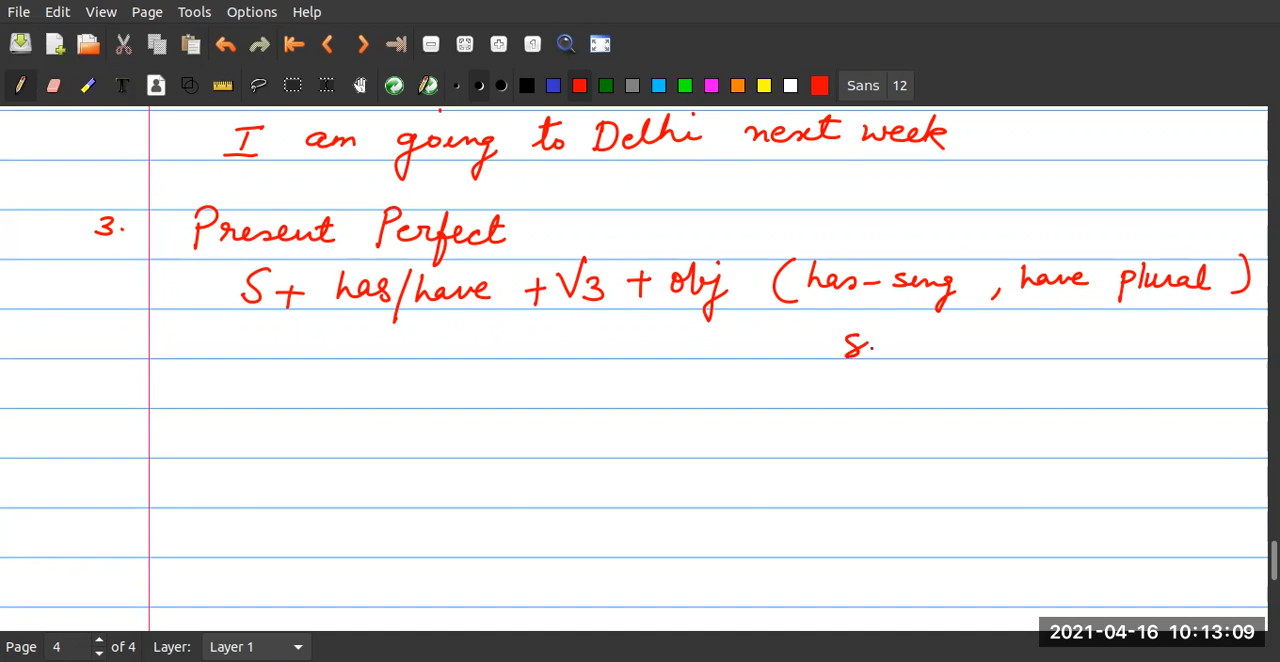 File Edit View Page Tools Options Help
Sans 12
I am going to Delhi next week
3. Present Perfect
S + has/have + V3 + obj (has - sing, have plural)
s.
Page 4 of 4 Layer: Layer 1
2021-04-16 10:13:09